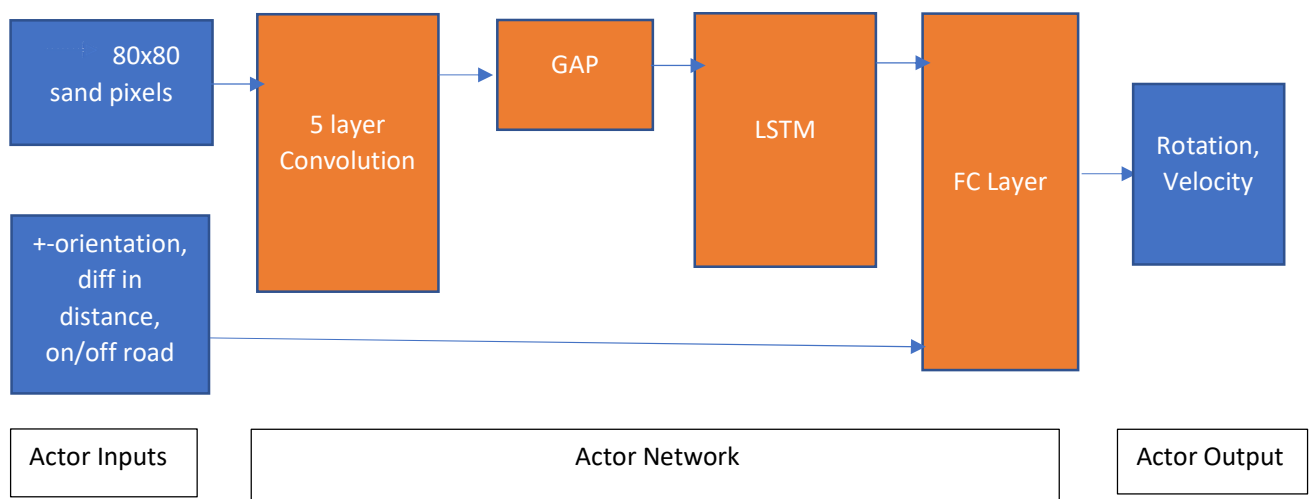 80x80
sand pixels
5 layer
Convolution
GAP
LSTM
FC Layer
Rotation,
Velocity
+-orientation,
diff in
distance,
on/off road
Actor Inputs
Actor Network
Actor Output